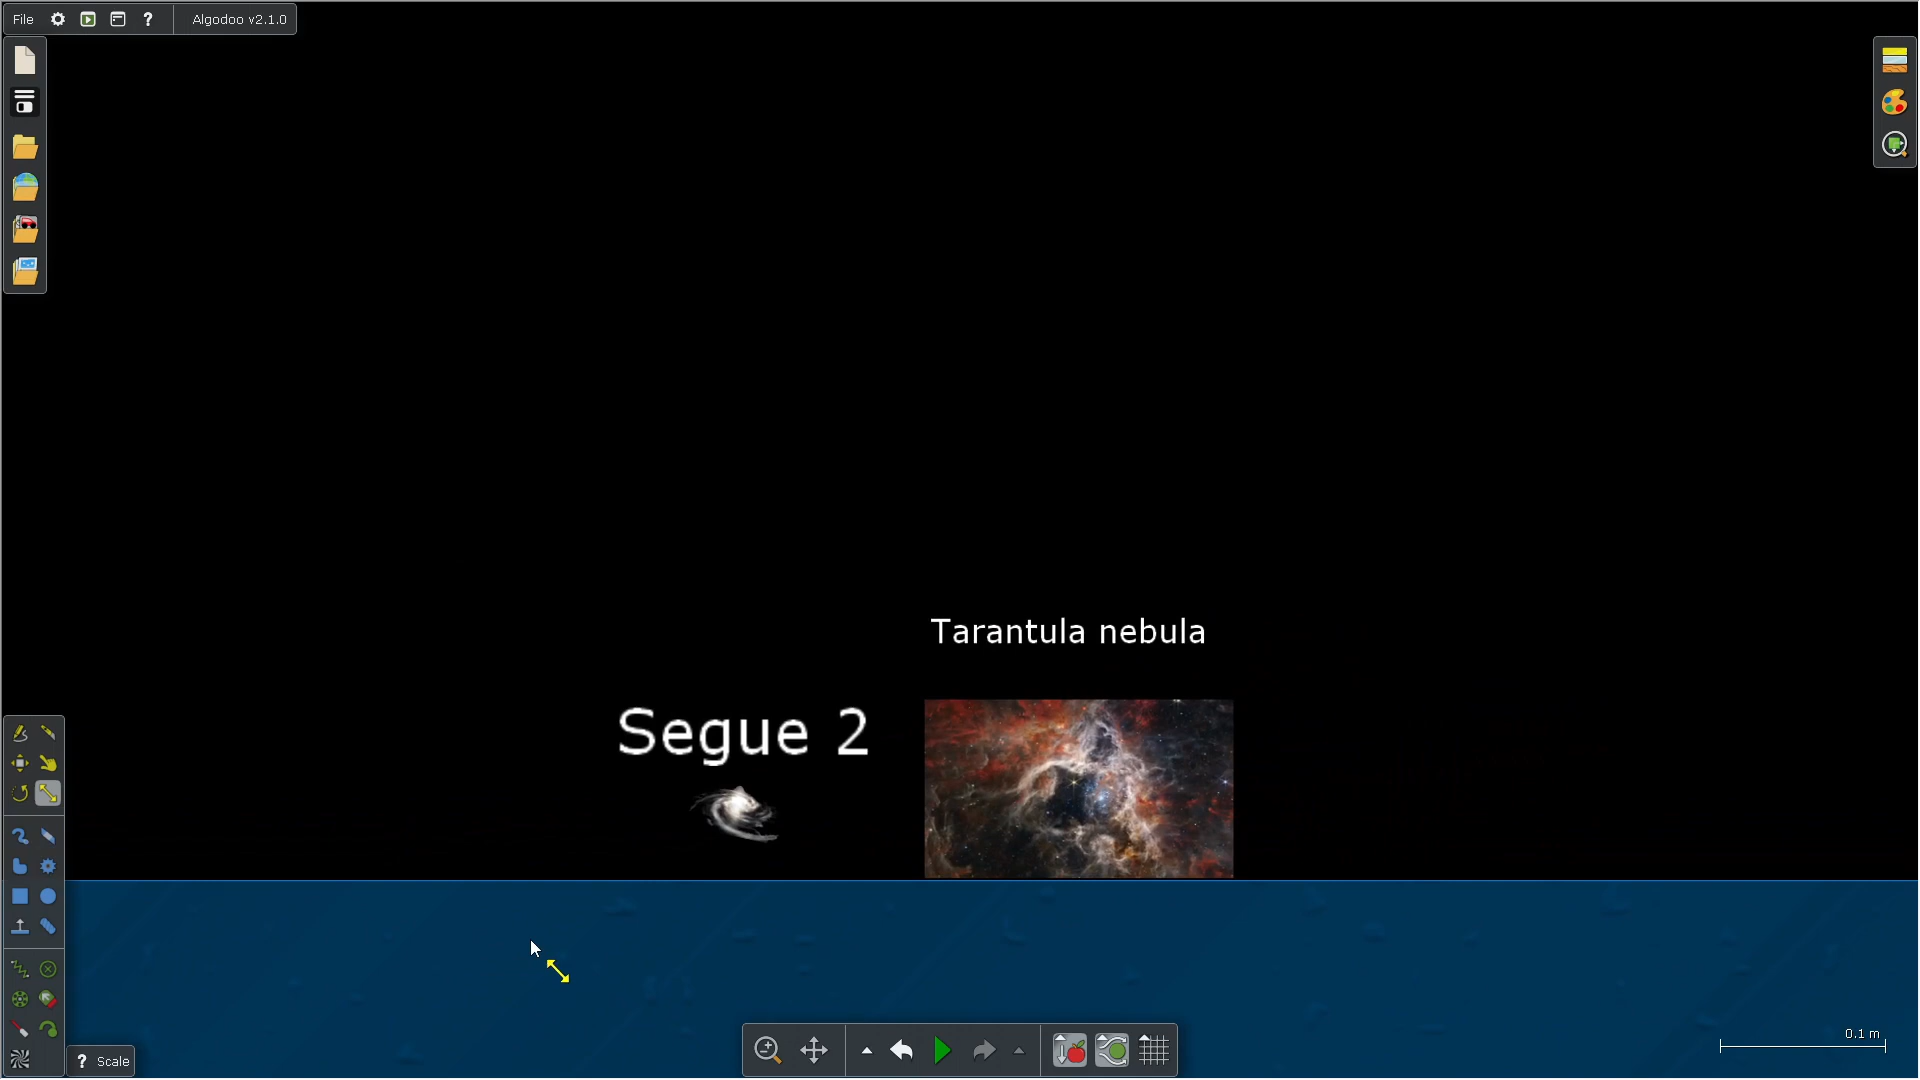 File ? Algodoo v2.1.0
Tarantula nebula
Segue 2
0.1 m
? Scale